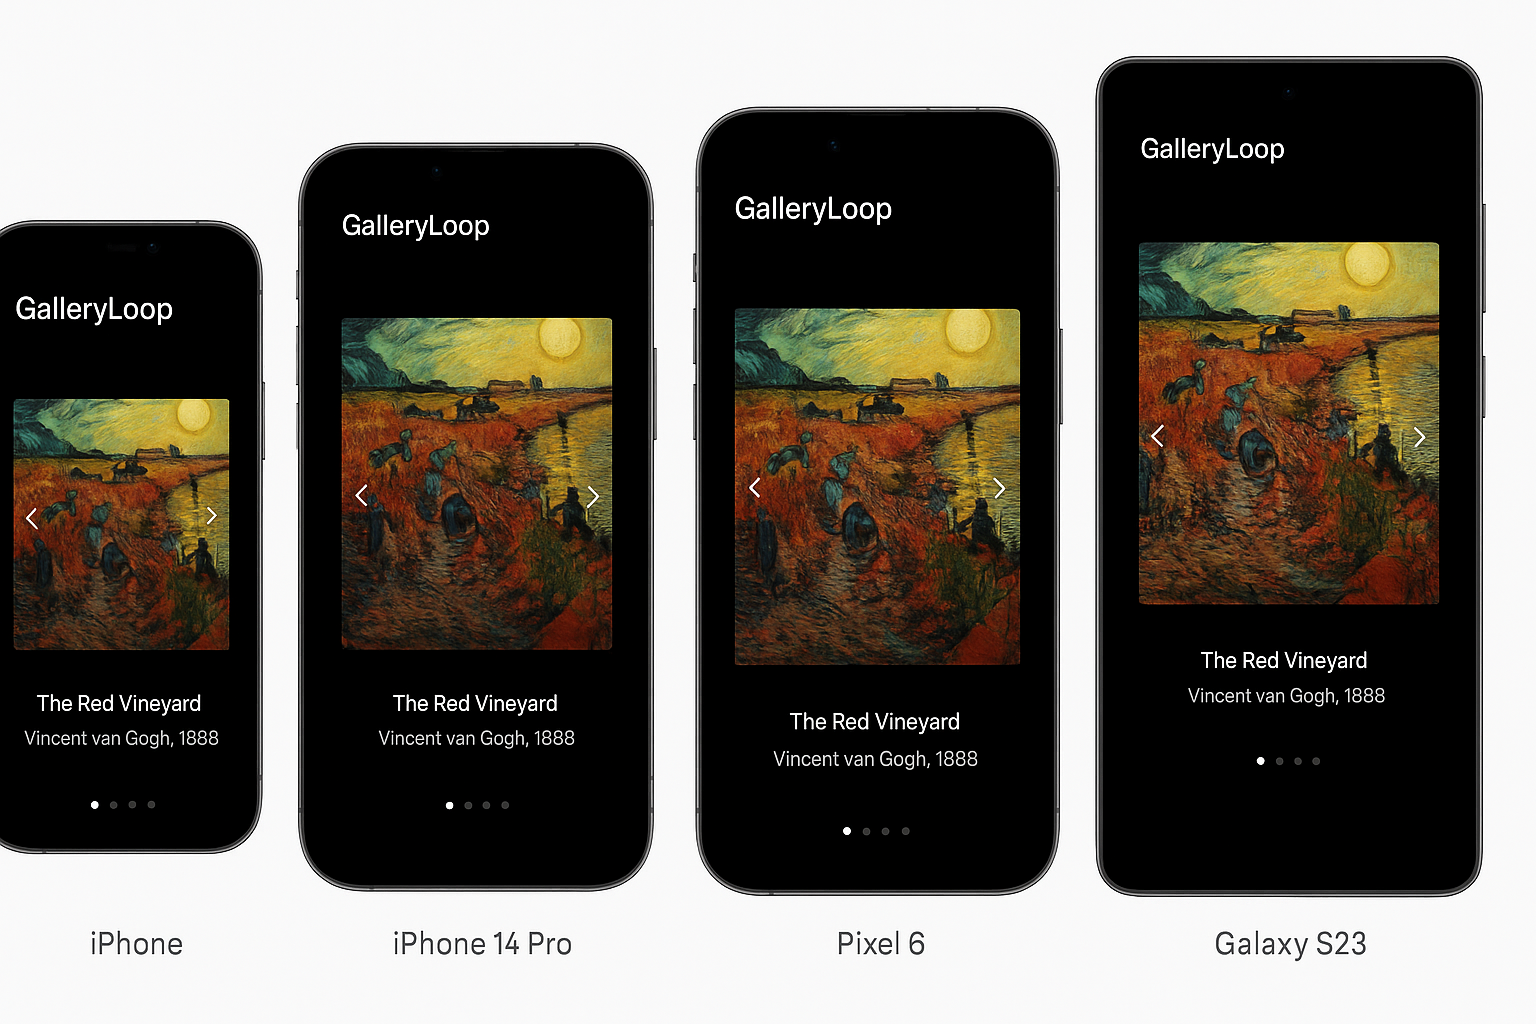 GalleryLoop
The Red Vineyard
Vincent van Gogh, 1888
iPhone
GalleryLoop
The Red Vineyard
Vincent van Gogh, 1888
iPhone 14 Pro
GalleryLoop
The Red Vineyard
Vincent van Gogh, 1888
Pixel 6
GalleryLoop
The Red Vineyard
Vincent van Gogh, 1888
Galaxy S23